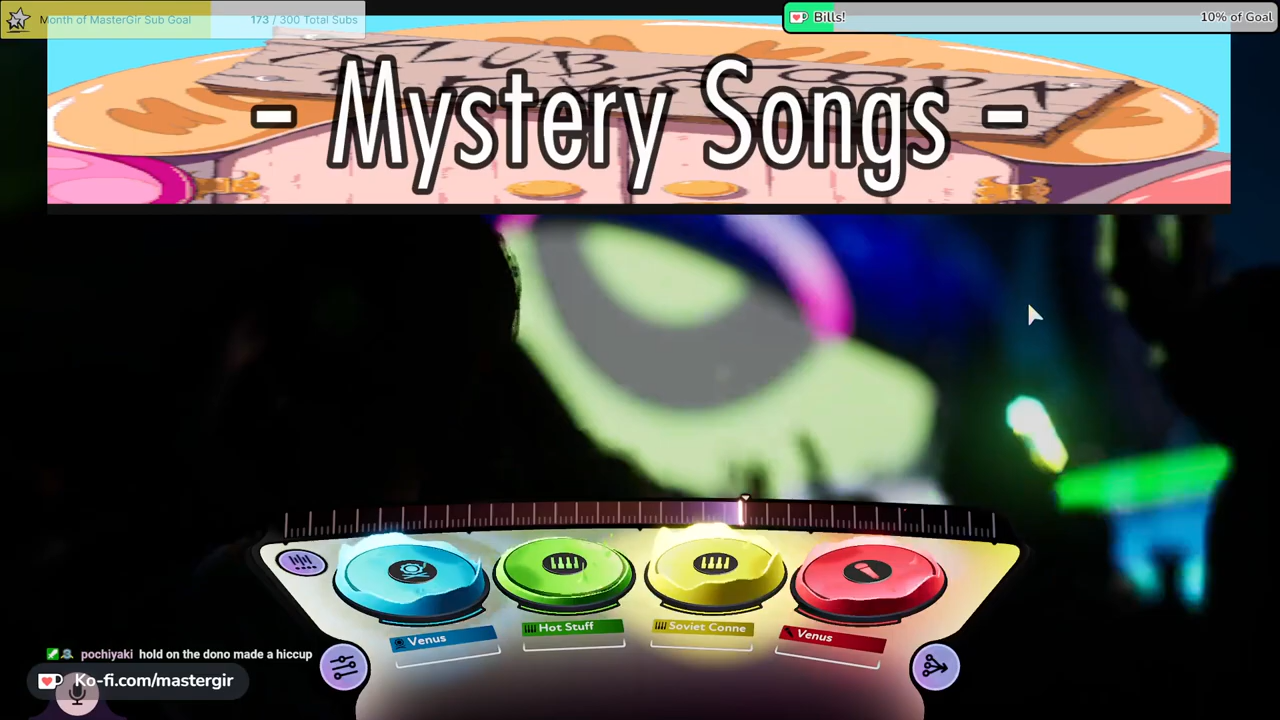 Month of MasterGir Sub Goal
173 / 300 Total Subs
Bills!
10% of Goal
- Mystery Songs -
Venus
Hot Stuff
Soviet Conne
Venus
pochiyaki hold on the dono made a hiccup
Ko-fi.com/mastergir